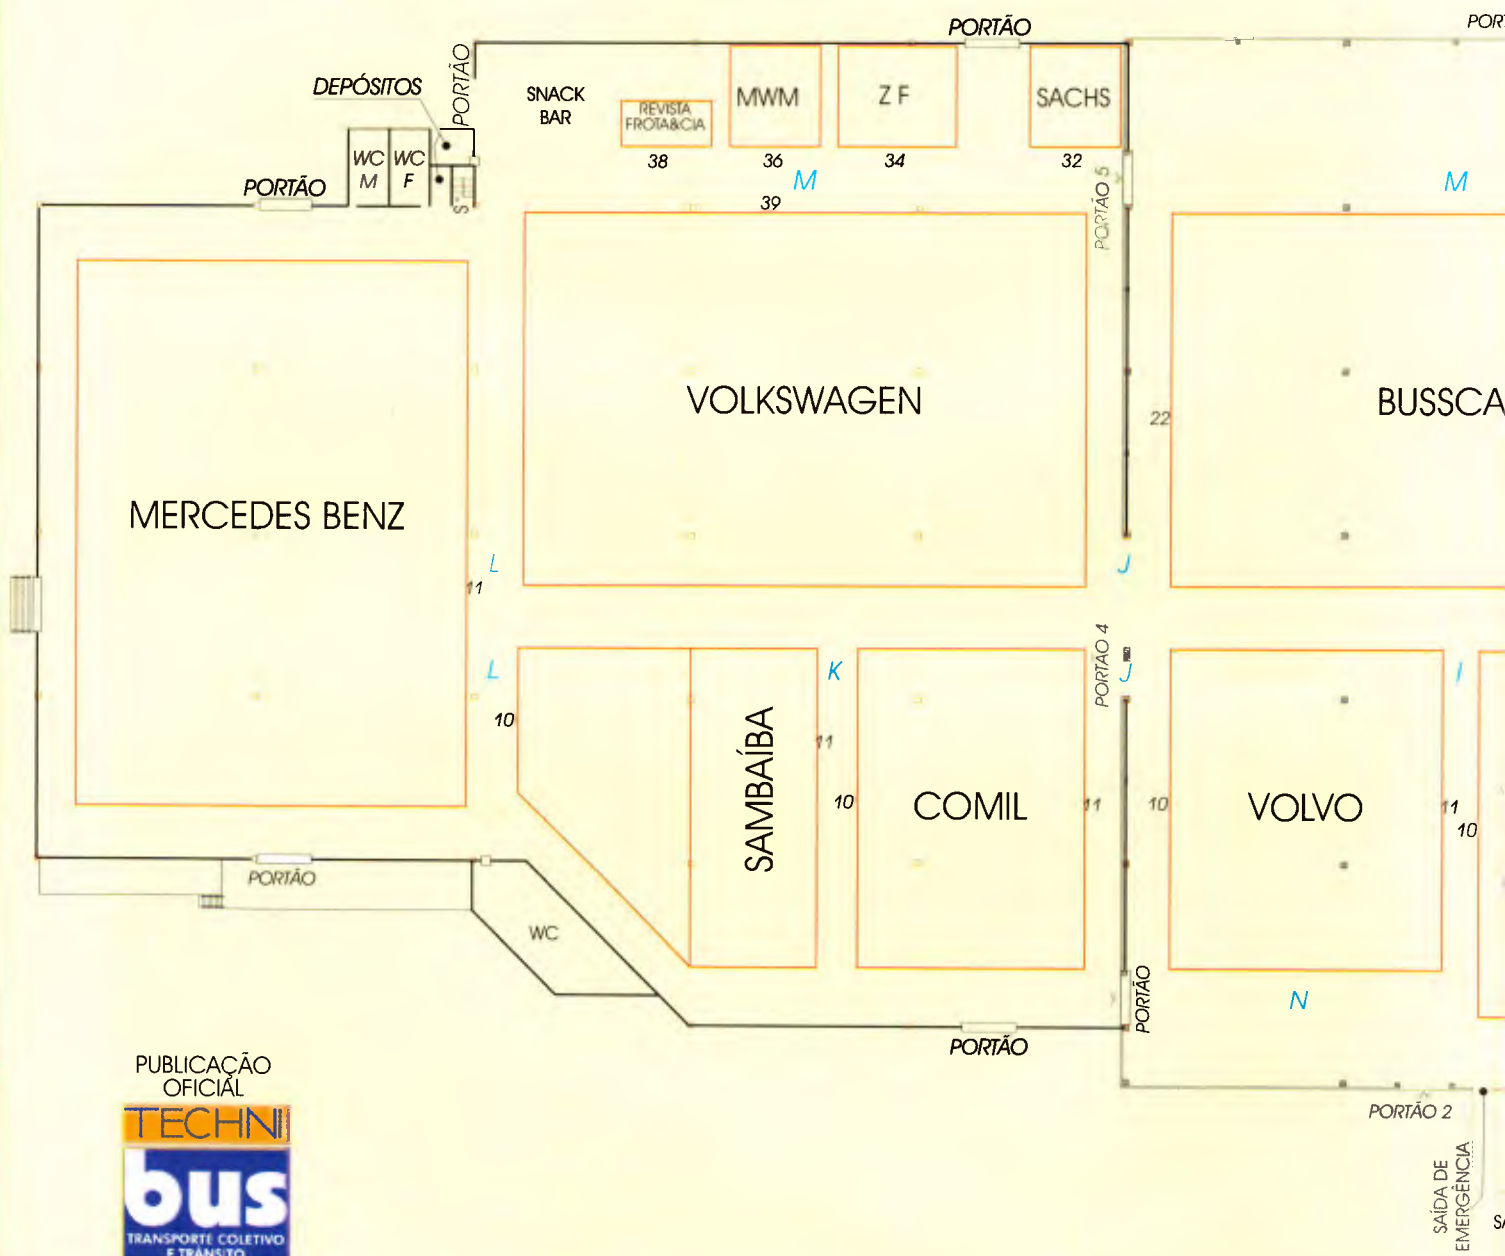 PORTÃO
DEPÓSITOS
PORTÃO
SNACK
BAR
REVISTA
FROTA&CIA
MWM
Z F
SACHS
38
36
34
32
WC
M
WC
F
PORTÃO
S.
M
39
PORTÃO 5
M
VOLKSWAGEN
22
BUSSCA
MERCEDES BENZ
L
11
J
L
10
SAMBAÍBA
K
11
10
COMIL
11
PORTÃO 4
J
10
VOLVO
11
I
10
PORTÃO
WC
PORTÃO
PORTÃO
N
PORTÃO 2
SAÍDA DE
EMERGÊNCIA
PUBLICAÇÃO
OFICIAL
TECHNI
bus
TRANSPORTE COLETIVO
E TRÂNSITO